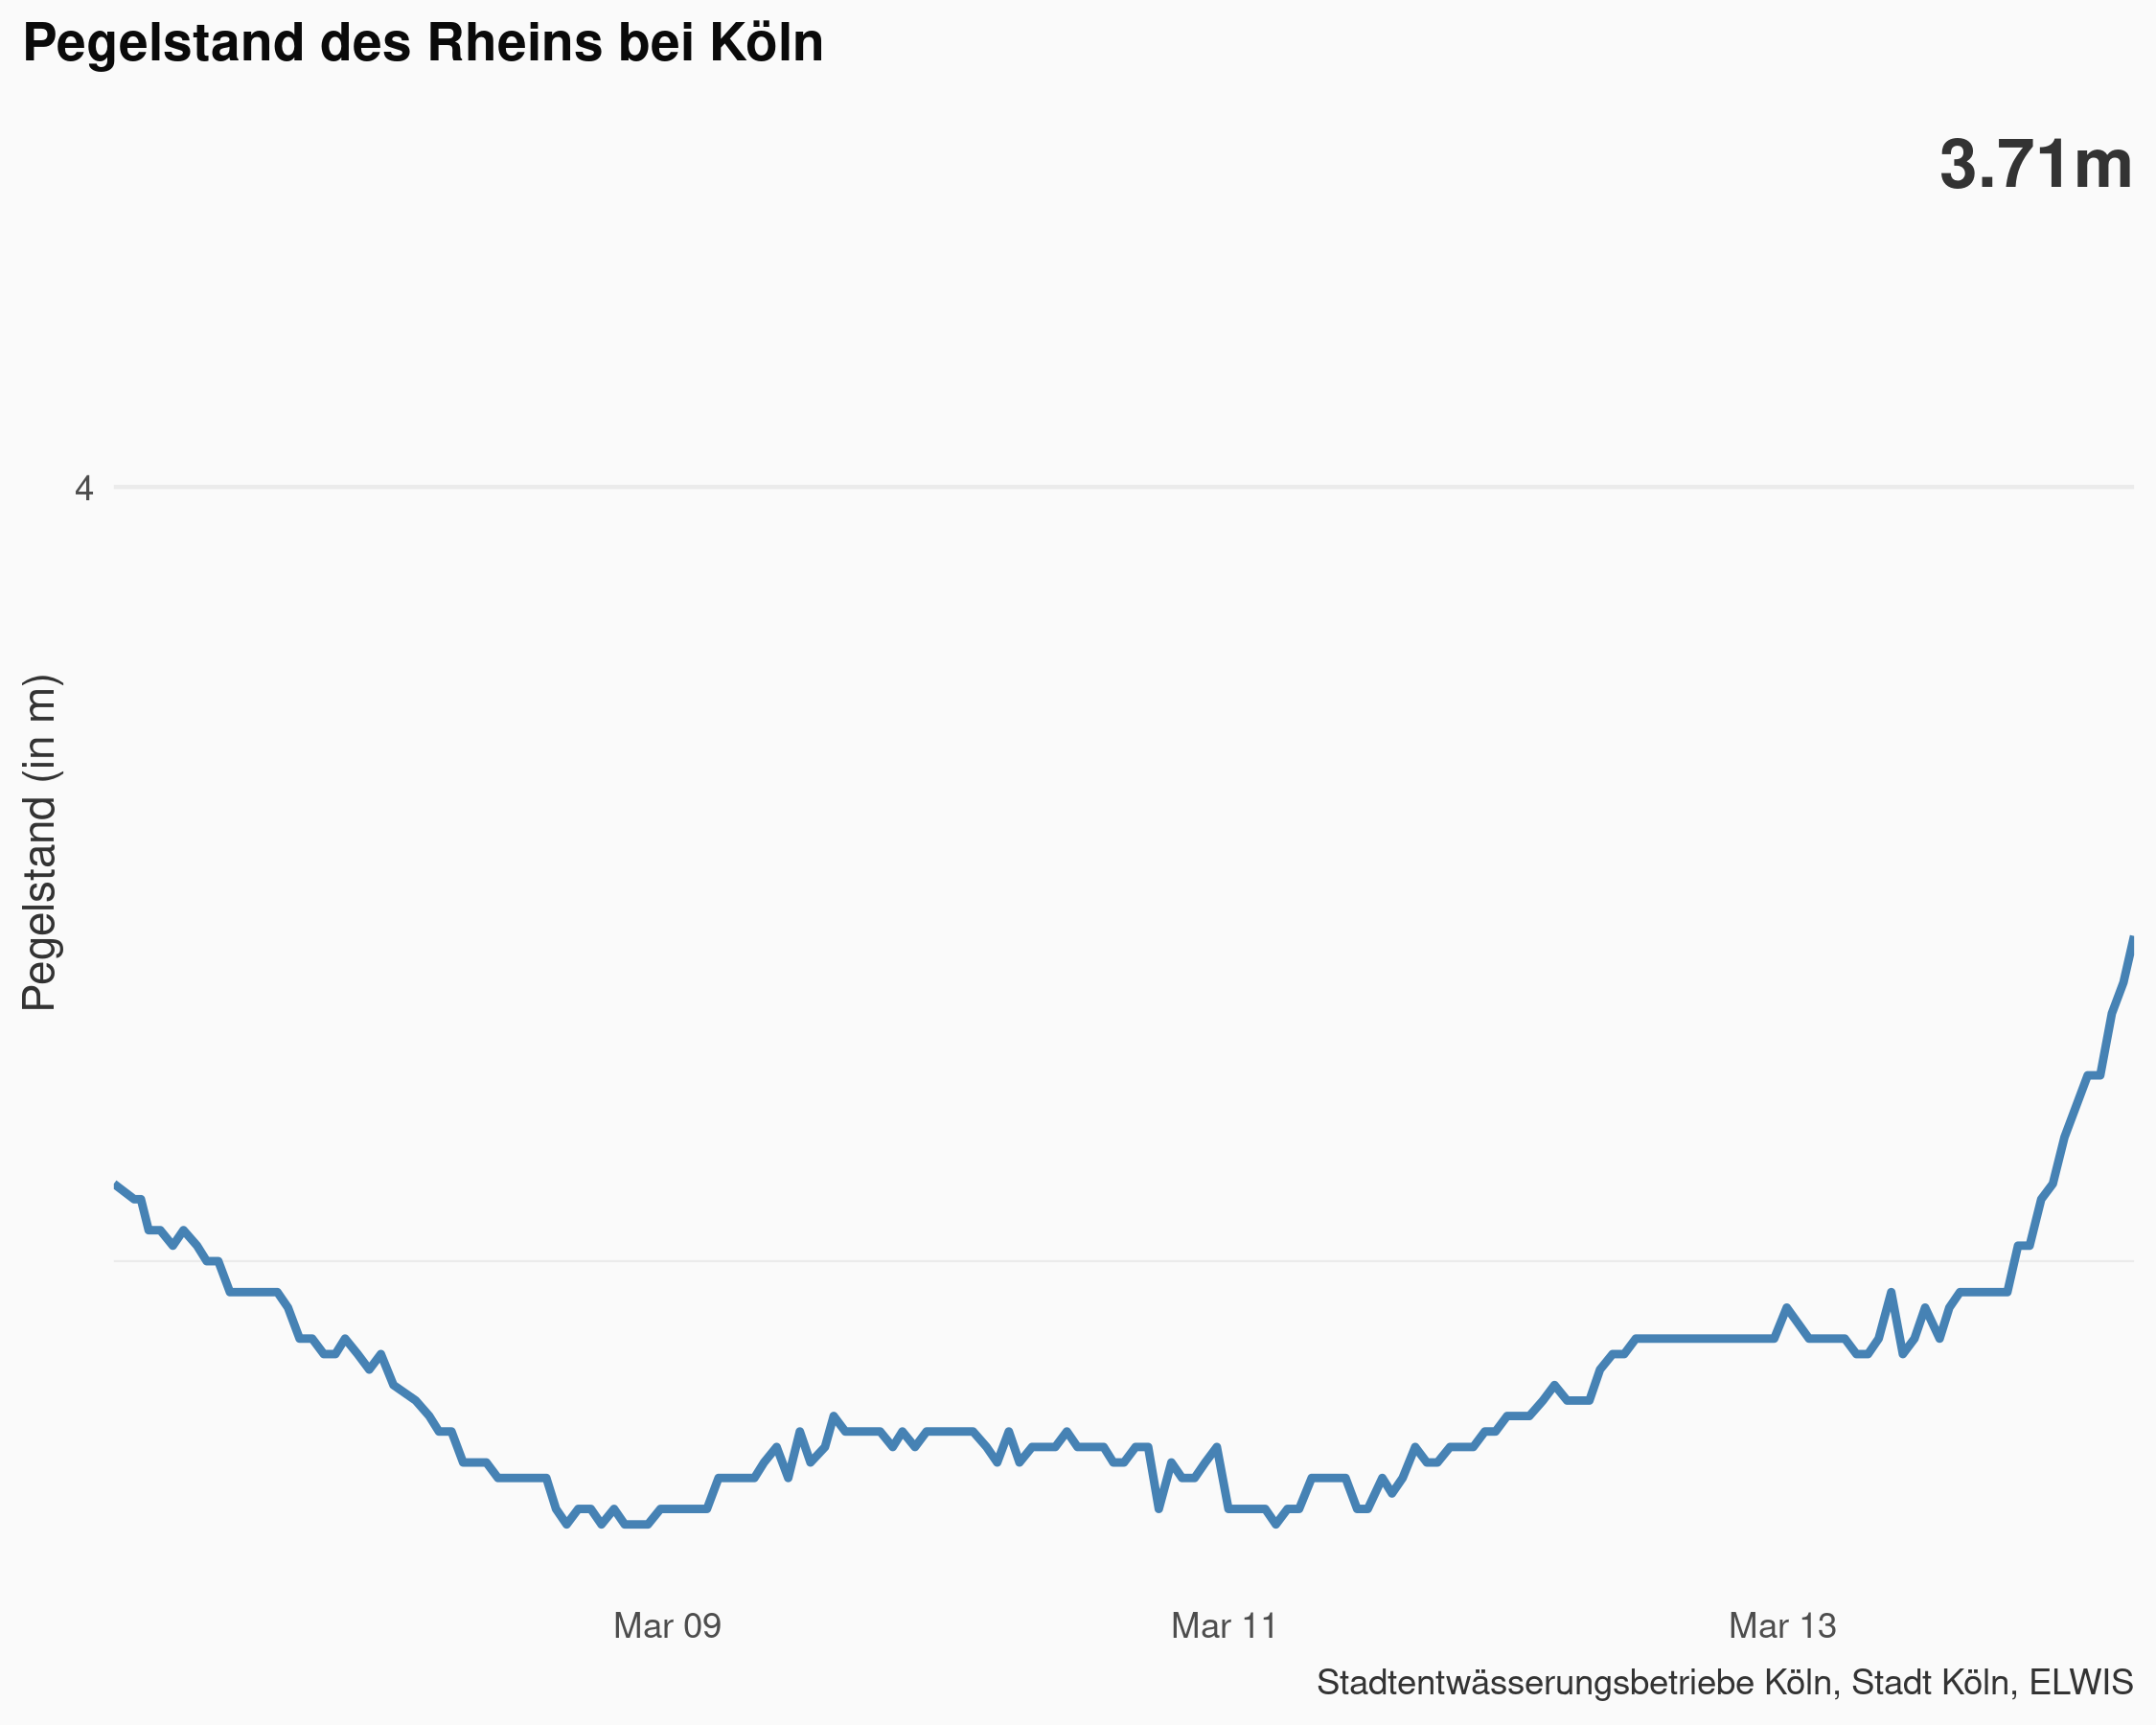 Pegelstand des Rheins bei Köln
3.71m
4
Pegelstand (in m)
Mar 09
Mar 11
Mar 13
Stadtentwässerungsbetriebe Köln, Stadt Köln, ELWIS